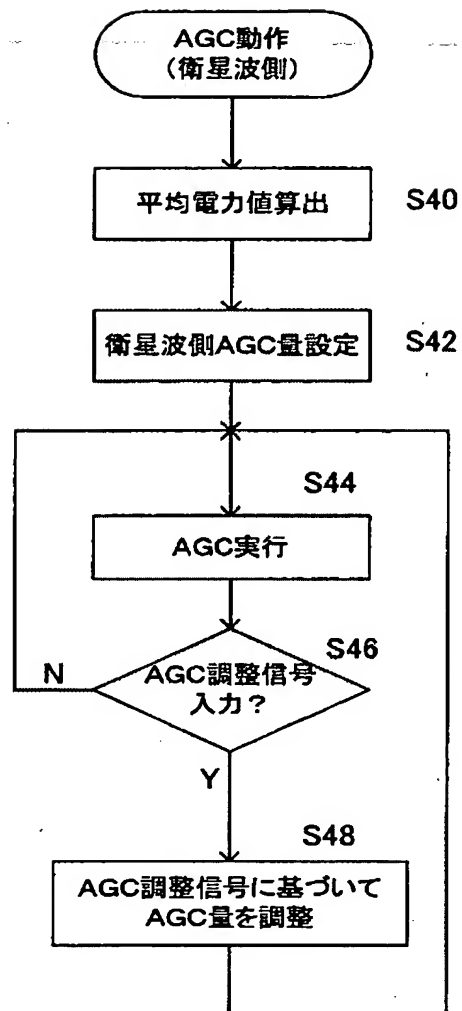 AGC動作
(衛星波側)
平均電力値算出
S40
衛星波側AGC量設定
S42
S44
AGC実行
S46
AGC調整信号
入力?
N
Y
S48
AGC調整信号に基づいて
AGC量を調整